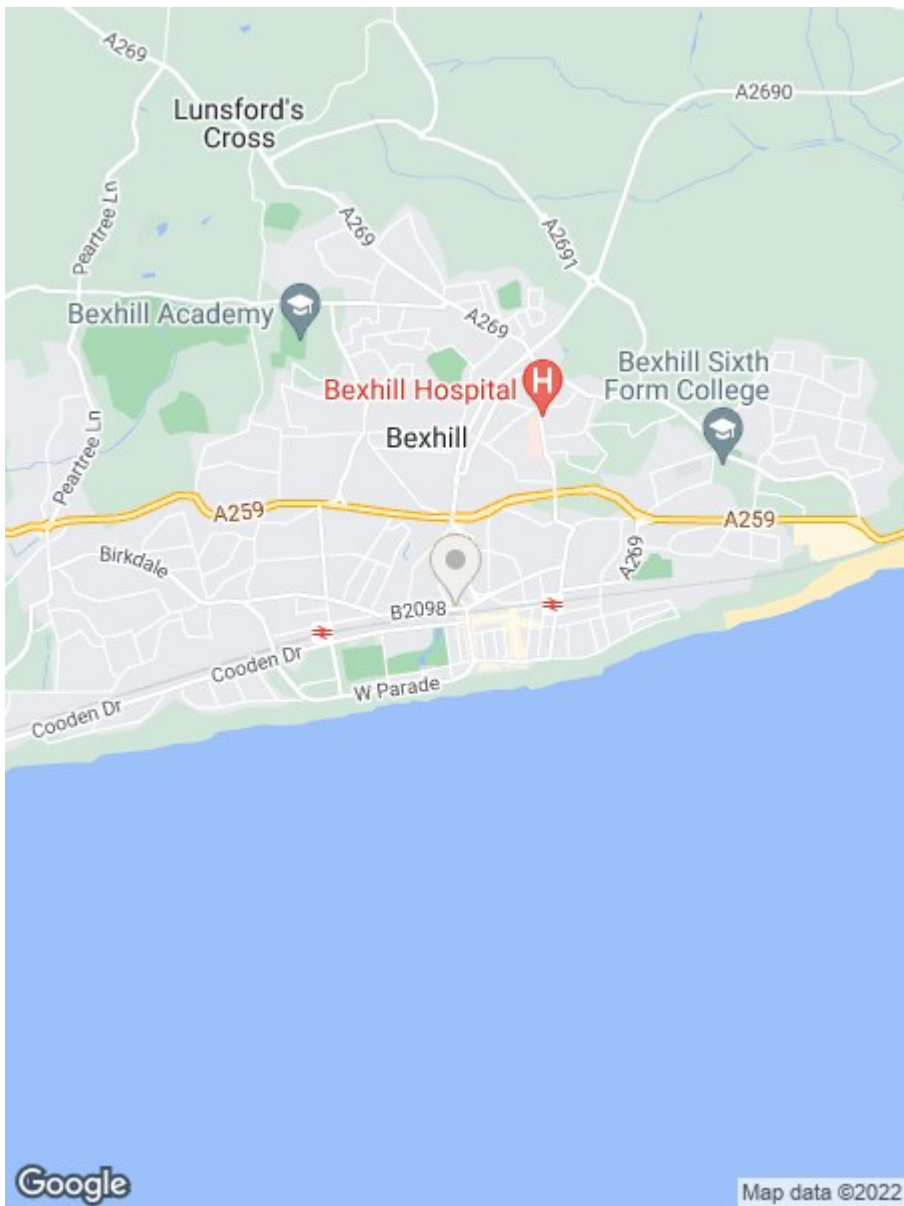 A269
A2690
Lunsford's
Cross
Peartree Ln
A269
A2691
Bexhill Academy
A269
Bexhill Sixth
Form College
Bexhill Hospital
H
Bexhill
Peartree Ln
A259
A259
Birkdale
A269
B2098
Cooden Dr
W Parade
Cooden Dr
Google
Map data ©2022